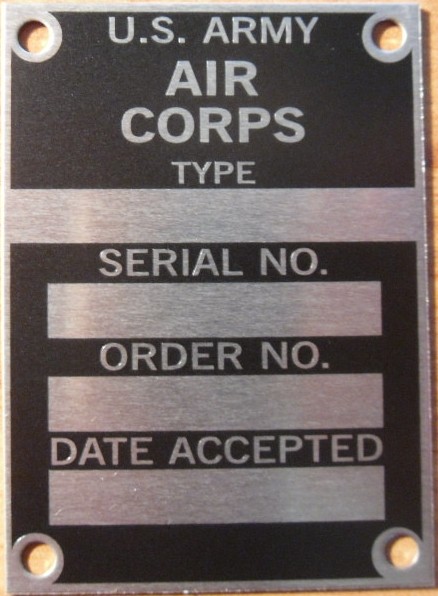 U.S. ARMY
AIR
CORPS
TYPE
SERIAL NO.
ORDER NO.
DATE ACCEPTED